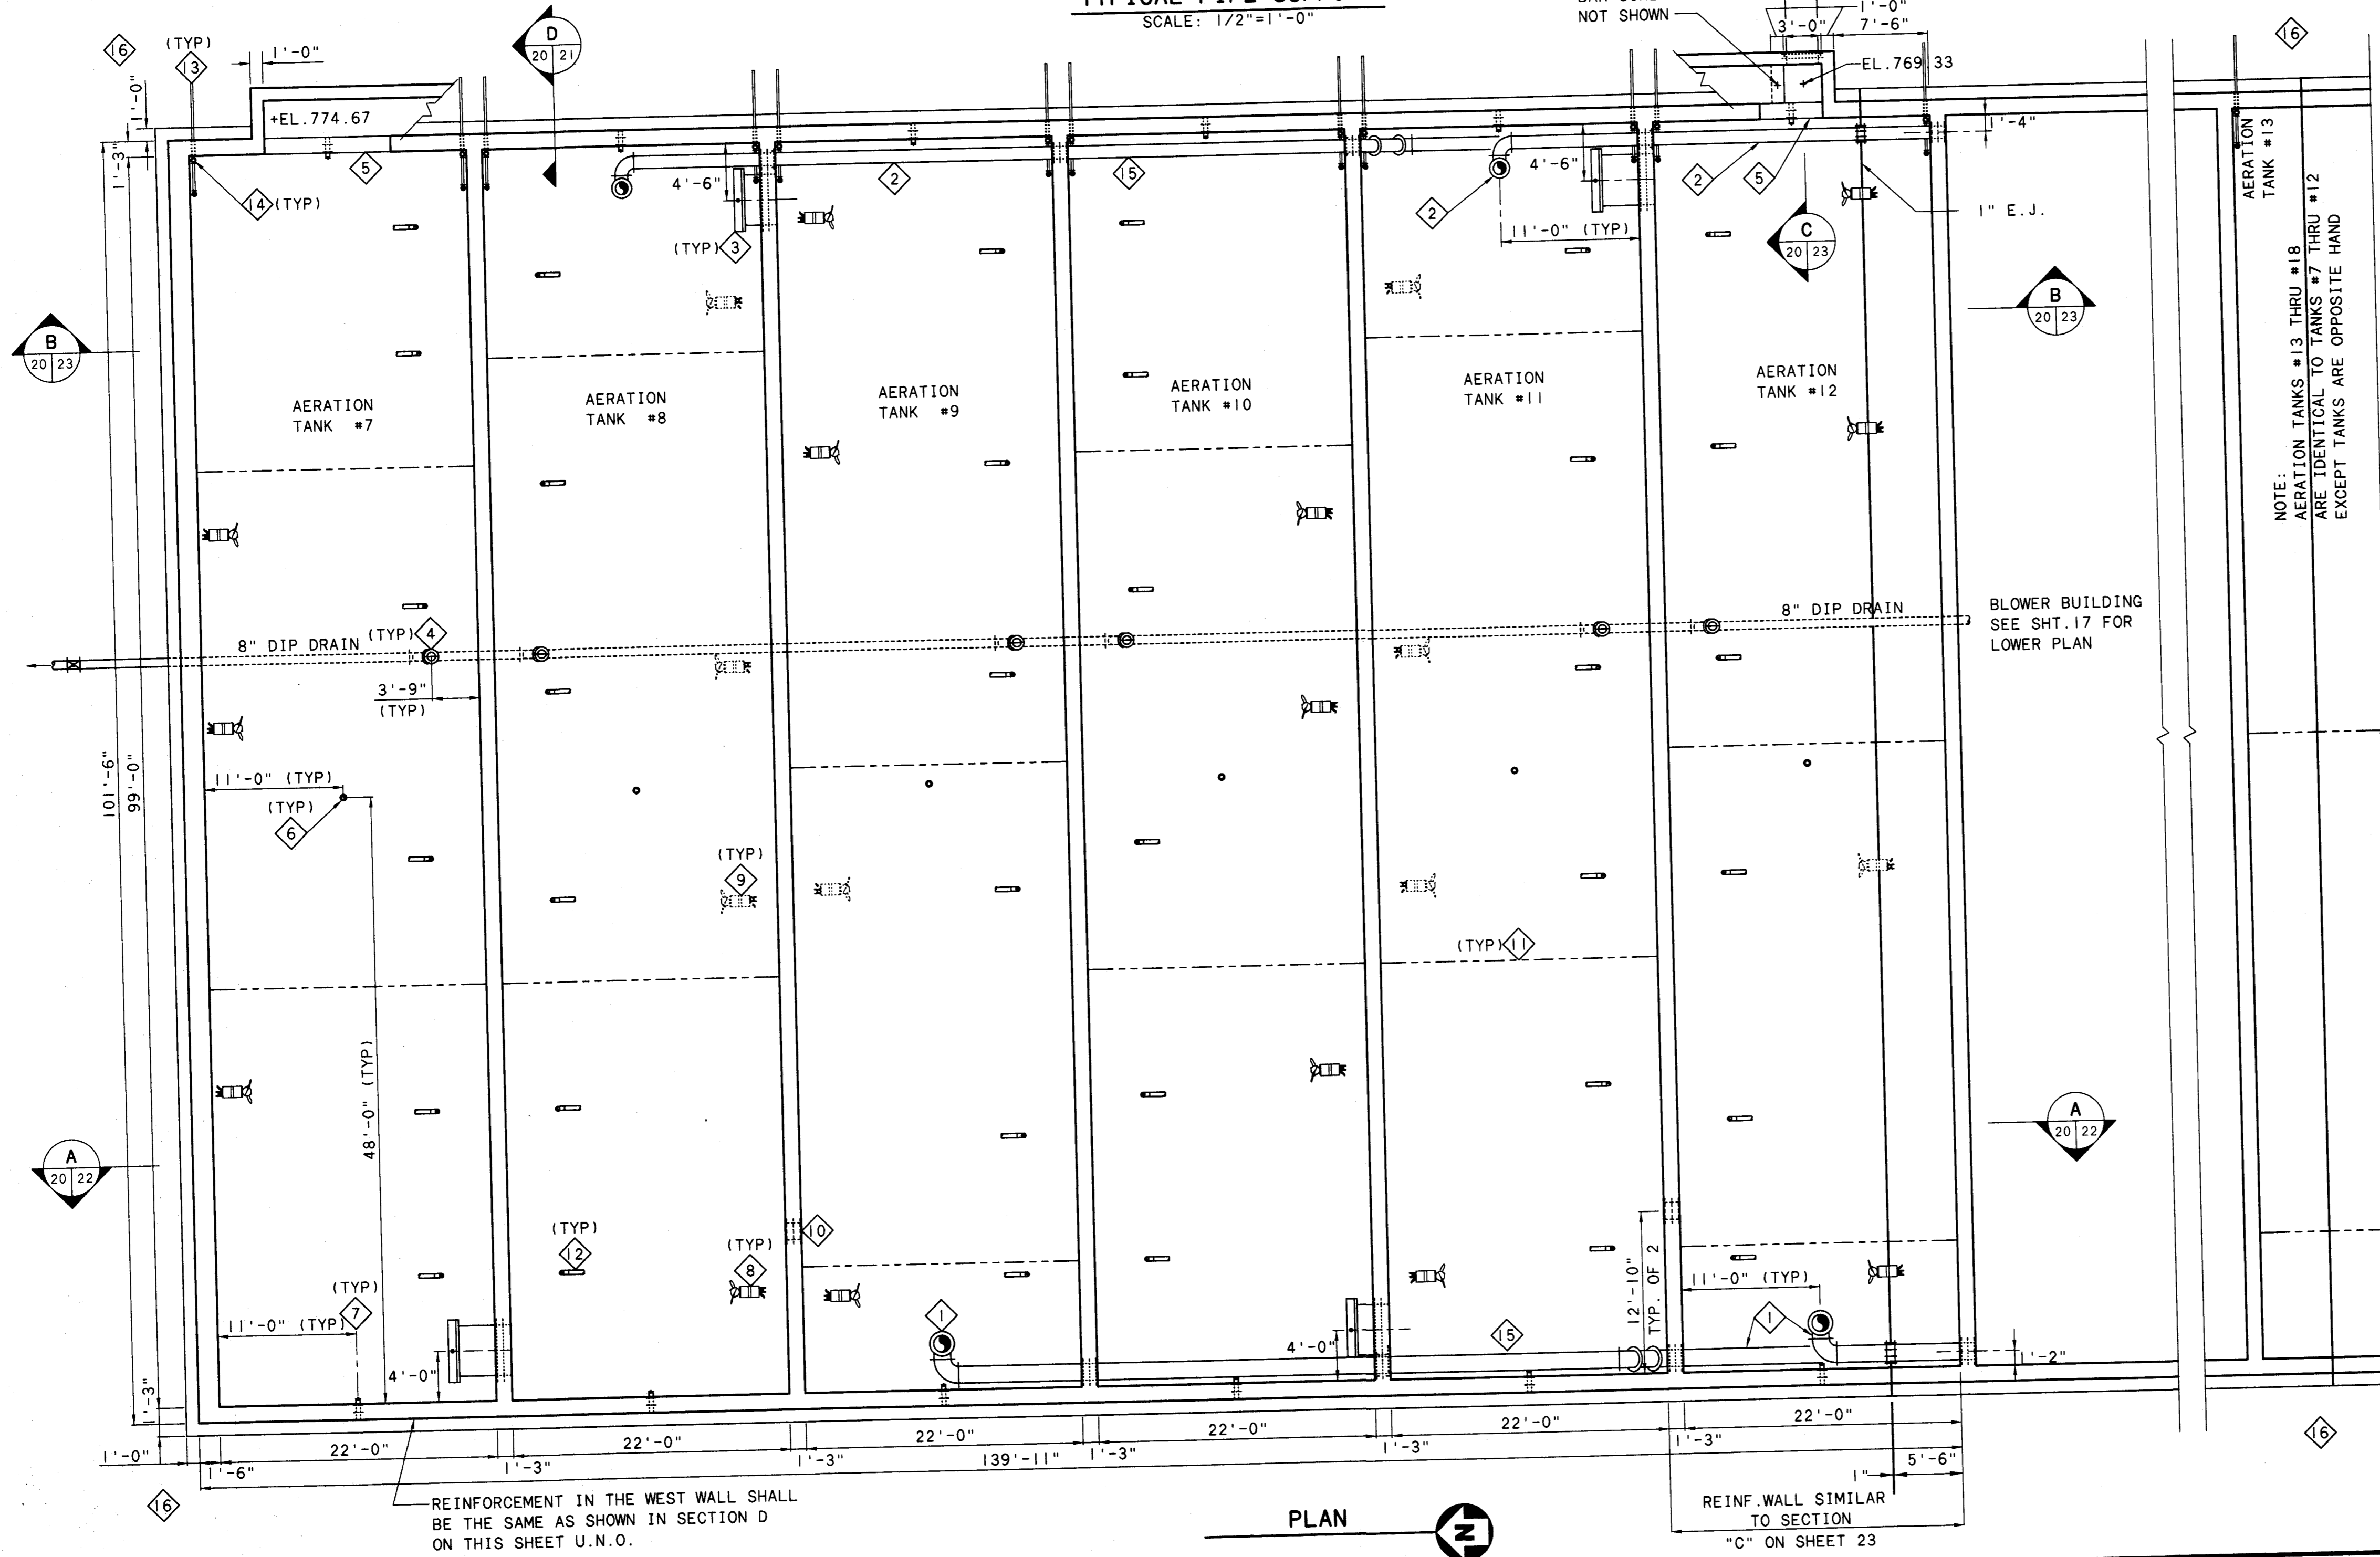 SCALE: 1/2"=1'-0"
NOT SHOWN
1'-0"
3'-0"
7'-6"
EL.769.33
16
(TYP)
13
1'-0"
D
20 21
16
1'-0"
+EL.774.67
1'-3"
5
14 (TYP)
4'-6"
(TYP) 3
2
15
2
4'-6"
11'-0" (TYP)
2
5
C
20 23
1'-4"
1" E.J.
AERATION
TANK #13
NOTE:
AERATION TANKS #13 THRU #18
ARE IDENTICAL TO TANKS #7 THRU #12
EXCEPT TANKS ARE OPPOSITE HAND
B
20 23
B
20 23
AERATION
TANK #7
AERATION
TANK #8
AERATION
TANK #9
AERATION
TANK #10
AERATION
TANK #11
AERATION
TANK #12
8" DIP DRAIN
(TYP) 4
3'-9"
(TYP)
8" DIP DRAIN
BLOWER BUILDING
SEE SHT.17 FOR
LOWER PLAN
101'-6"
99'-0"
11'-0" (TYP)
(TYP)
6
(TYP)
9
(TYP) 11
48'-0" (TYP)
A
20 22
A
20 22
(TYP)
7
11'-0" (TYP)
4'-0"
(TYP)
12
(TYP)
8
10
1
4'-0"
15
12'-10"
TYP. OF 2
11'-0" (TYP)
1
1'-2"
1'-3"
1'-0"
1'-6"
22'-0"
1'-3"
22'-0"
1'-3"
22'-0"
139'-11"
1'-3"
22'-0"
1'-3"
22'-0"
1'-3"
22'-0"
5'-6"
1"
16
16
REINFORCEMENT IN THE WEST WALL SHALL
BE THE SAME AS SHOWN IN SECTION D
ON THIS SHEET U.N.O.
PLAN
N
REINF.WALL SIMILAR
TO SECTION
"C" ON SHEET 23